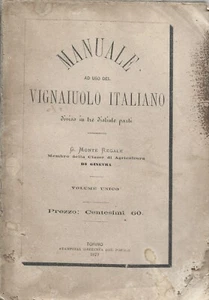 MANUALE
AD USO DEL
VIGNAIUOLO ITALIANO
Diviso in tre distinte parti
G. MONTE REGALE
Membro della Classe di Agricoltura
DI GINEVRA
VOLUME UNICO
Prezzo: Centesimi 60.
TORINO